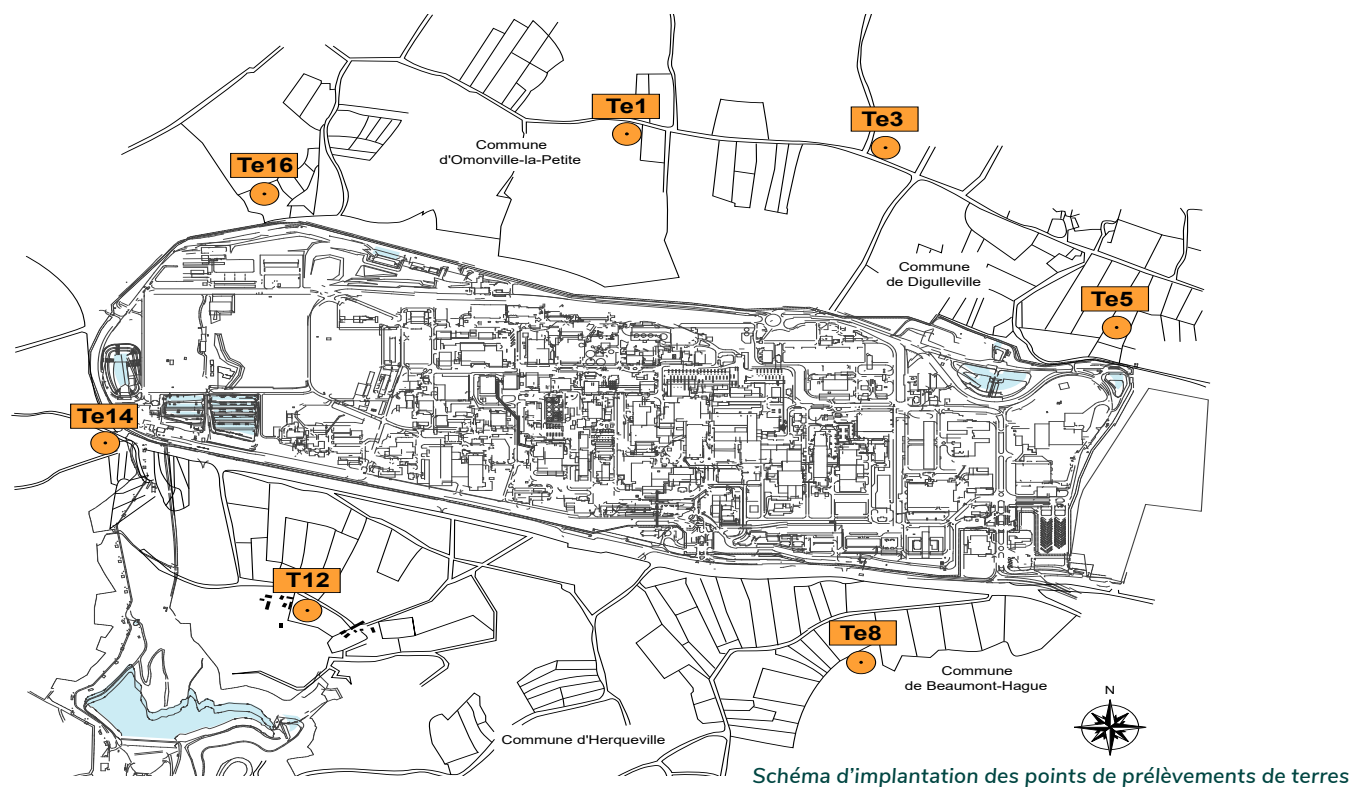 Te1
Te3
Commune
d'Omonville-la-Petite
Te16
Commune
de Digulleville
Te5
Te14
T12
Te8
Commune
de Beaumont-Hague
N
Commune d'Herqueville
Schéma d'implantation des points de prélèvements de terres